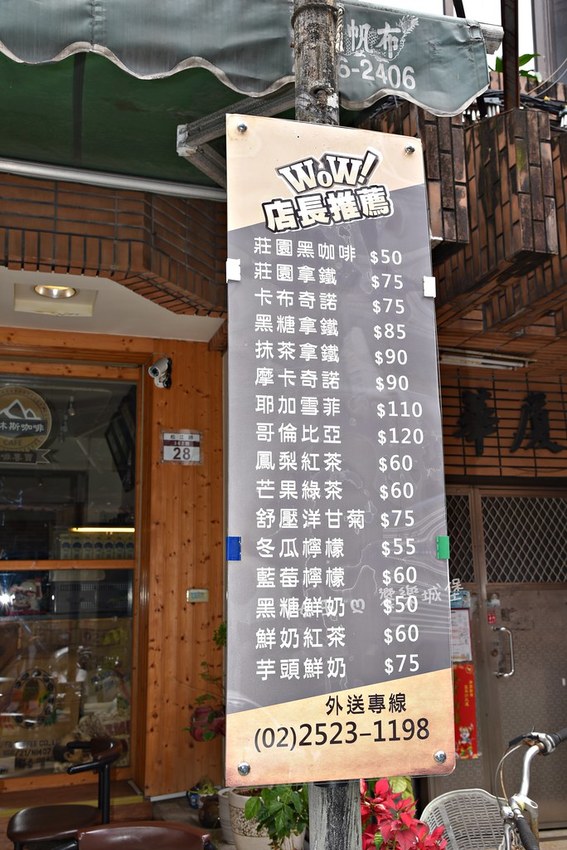 帆布
6-2406
WOW!
店長推薦
莊園黑咖啡 $50
莊園拿鐵 $75
卡布奇諾 $75
黑糖拿鐵 $85
抹茶拿鐵 $90
摩卡奇諾 $90
耶加雪菲 $110
哥倫比亞 $120
鳳梨紅茶 $60
芒果綠茶 $60
舒壓洋甘菊 $75
冬瓜檸檬 $55
藍莓檸檬 $60
黑糖鮮奶 $50
鮮奶紅茶 $60
芋頭鮮奶 $75
外送專線
(02)2523-1198
斯咖啡
28
華廈